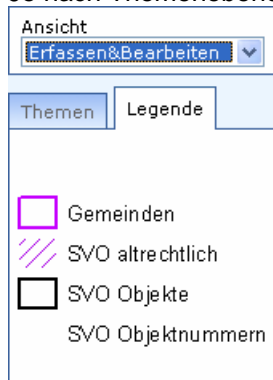 Ansicht
Erfassen&Bearbeiten
Themen
Legende
Gemeinden
SVO altrechtlich
SVO Objekte
SVO Objektnummern